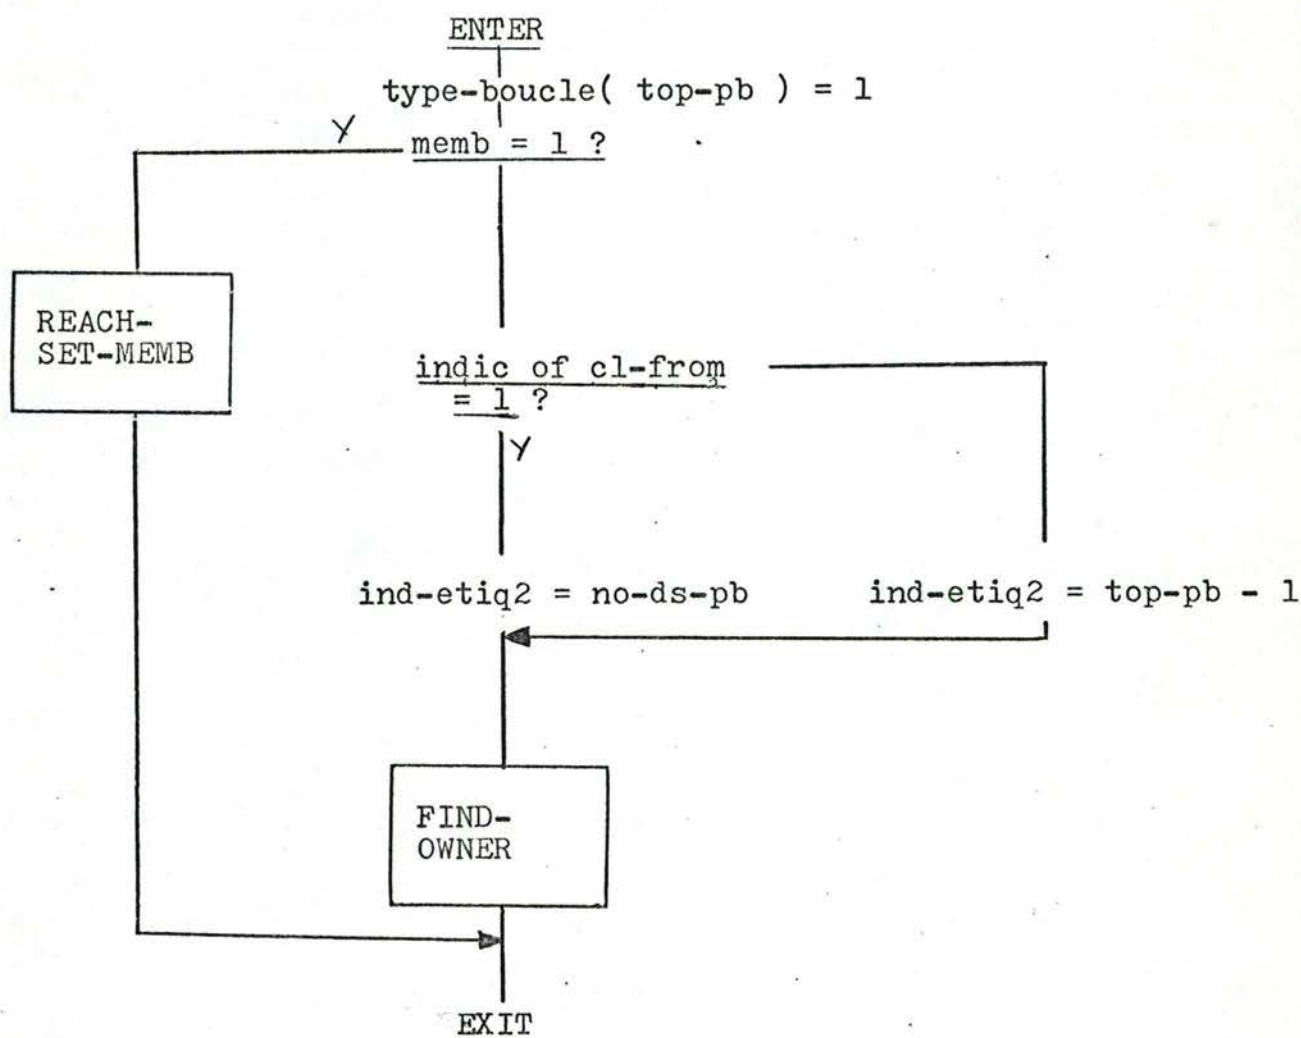 ENTER
type-boucle( top-pb ) = 1
Y
memb = 1 ?
REACH-
SET-MEMB
indic of cl-from
= 1 ?
Y
ind-etiq2 = no-ds-pb
ind-etiq2 = top-pb - 1
FIND-
OWNER
EXIT